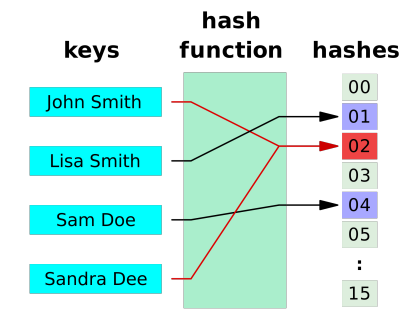 keys
hash
function
hashes
John Smith
Lisa Smith
Sam Doe
Sandra Dee
00
01
02
03
04
05
:
15